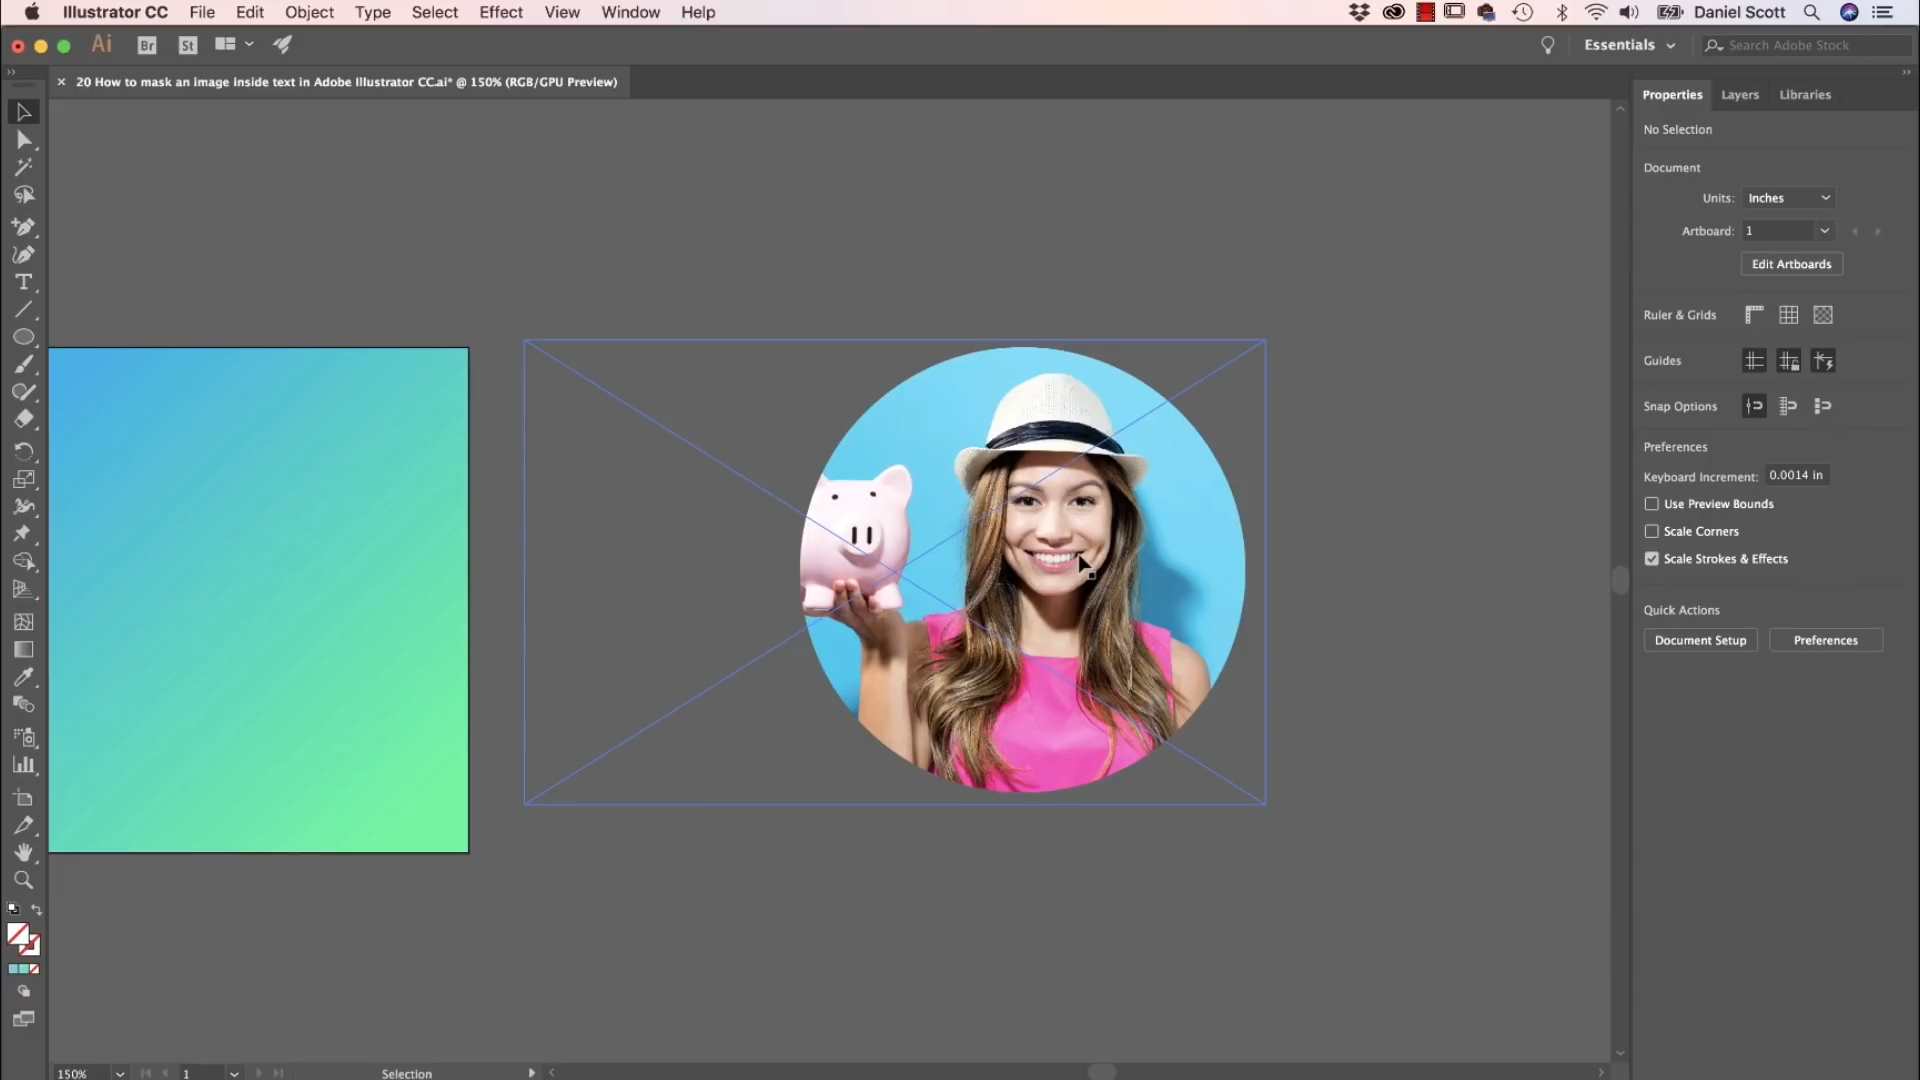 Illustrator CC File Edit Object Type Select Effect View Window Help Daniel Scott
Ai Br St Essentials Search Adobe Stock
20 How to mask an image inside text in Adobe Illustrator CC.ai* @ 150% (RGB/GPU Preview)
Properties Layers Libraries
No Selection
Document
Units: Inches
Artboard: 1
Edit Artboards
Ruler & Grids
Guides
Snap Options
Preferences
Keyboard Increment: 0.0014 in
Use Preview Bounds
Scale Corners
Scale Strokes & Effects
Quick Actions
Document Setup Preferences
150% 1 Selection